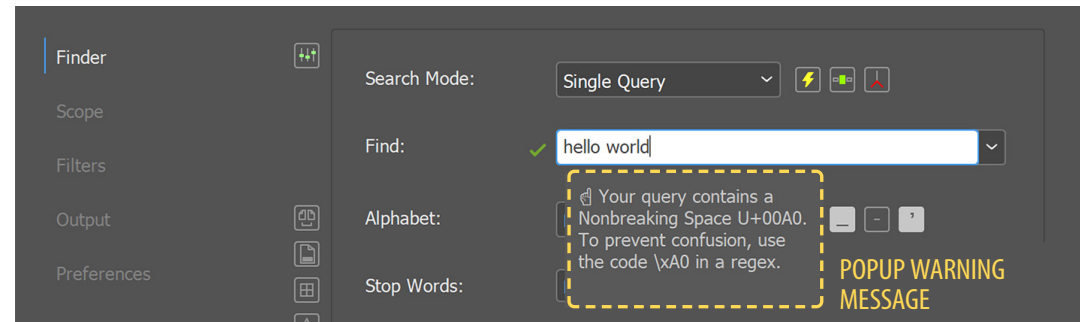 Finder
Scope
Filters
Output
Preferences
Search Mode:
Single Query
Find:
hello world
Alphabet:
Stop Words:
☝ Your query contains a
Nonbreaking Space U+00A0.
To prevent confusion, use
the code \xA0 in a regex.
_
-
’
POPUP WARNING
MESSAGE